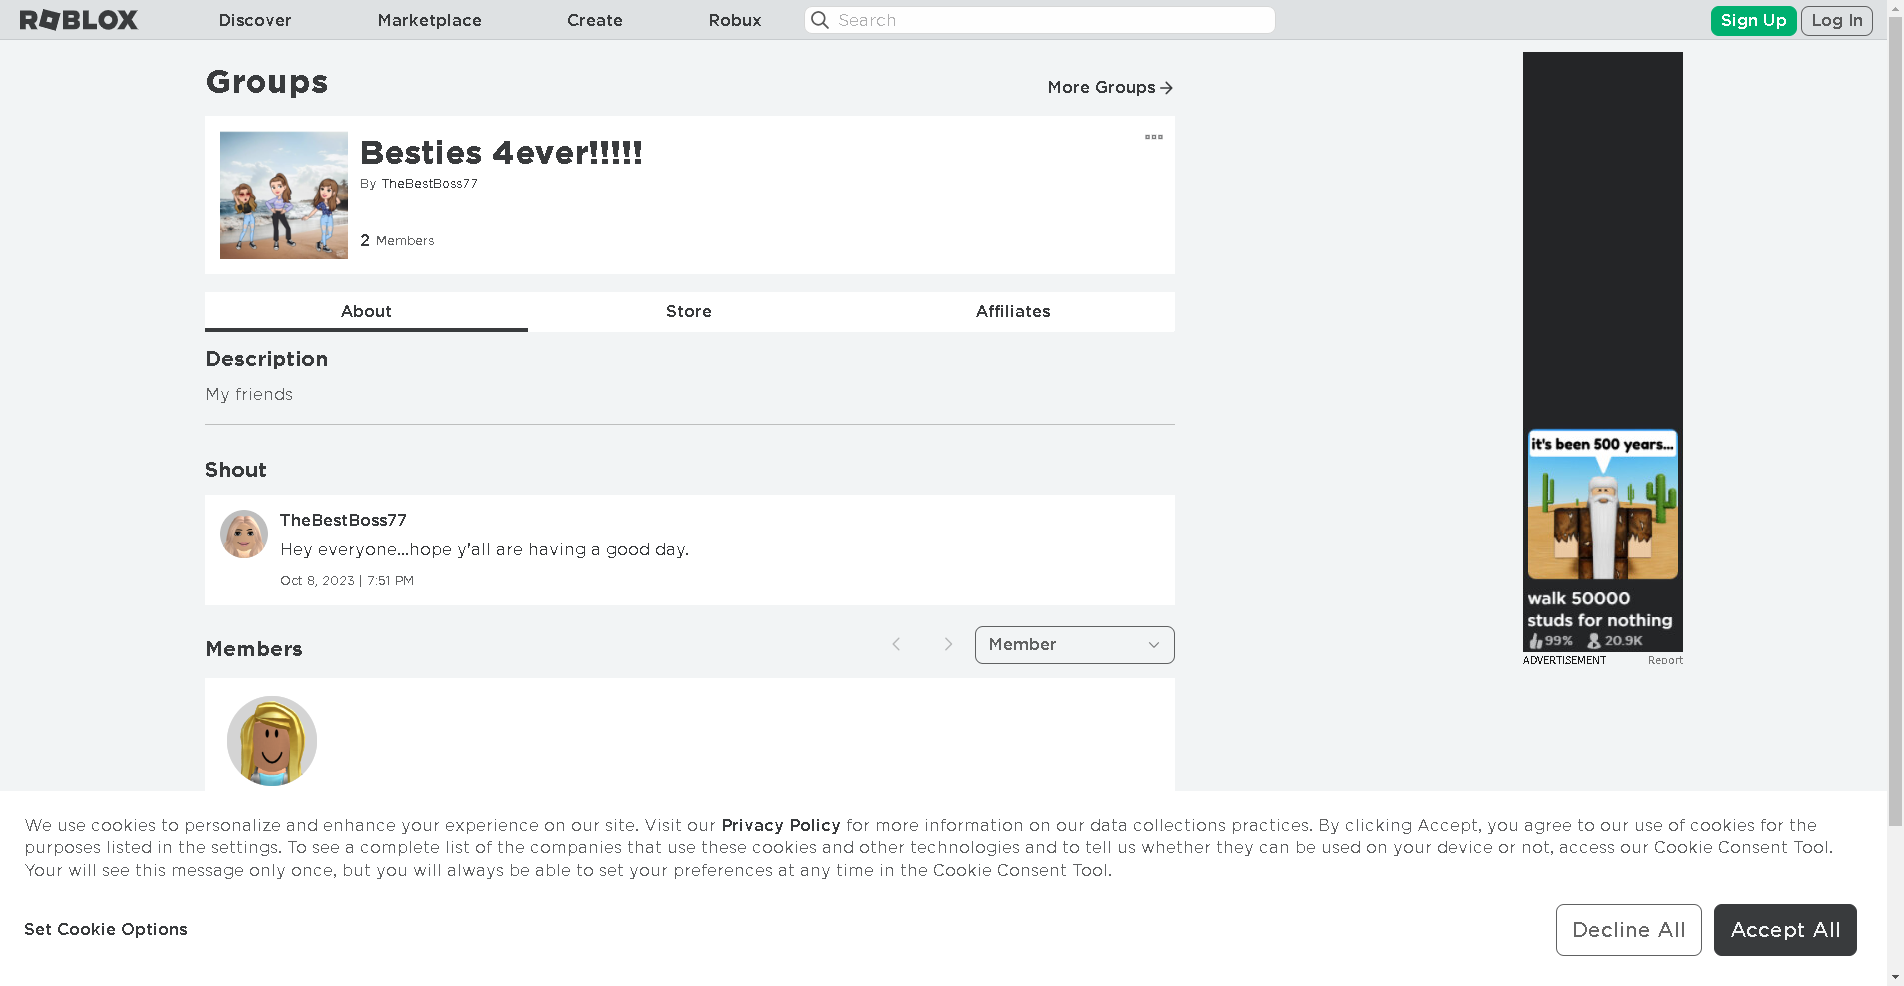 ROBLOX Discover Marketplace Create Robux Search Sign Up Log In
Groups
More Groups
Besties 4ever!!!!!
By TheBestBoss77
2 Members
About Store Affiliates
Description
My friends
Shout
TheBestBoss77
Hey everyone...hope y'all are having a good day.
Oct 8, 2023 | 7:51 PM
Members
Member
it's been 500 years...
walk 50000
studs for nothing
99% 20.9K
ADVERTISEMENT Report
We use cookies to personalize and enhance your experience on our site. Visit our Privacy Policy for more information on our data collections practices. By clicking Accept, you agree to our use of cookies for the
purposes listed in the settings. To see a complete list of the companies that use these cookies and other technologies and to tell us whether they can be used on your device or not, access our Cookie Consent Tool.
Your will see this message only once, but you will always be able to set your preferences at any time in the Cookie Consent Tool.
Set Cookie Options
Decline All
Accept All